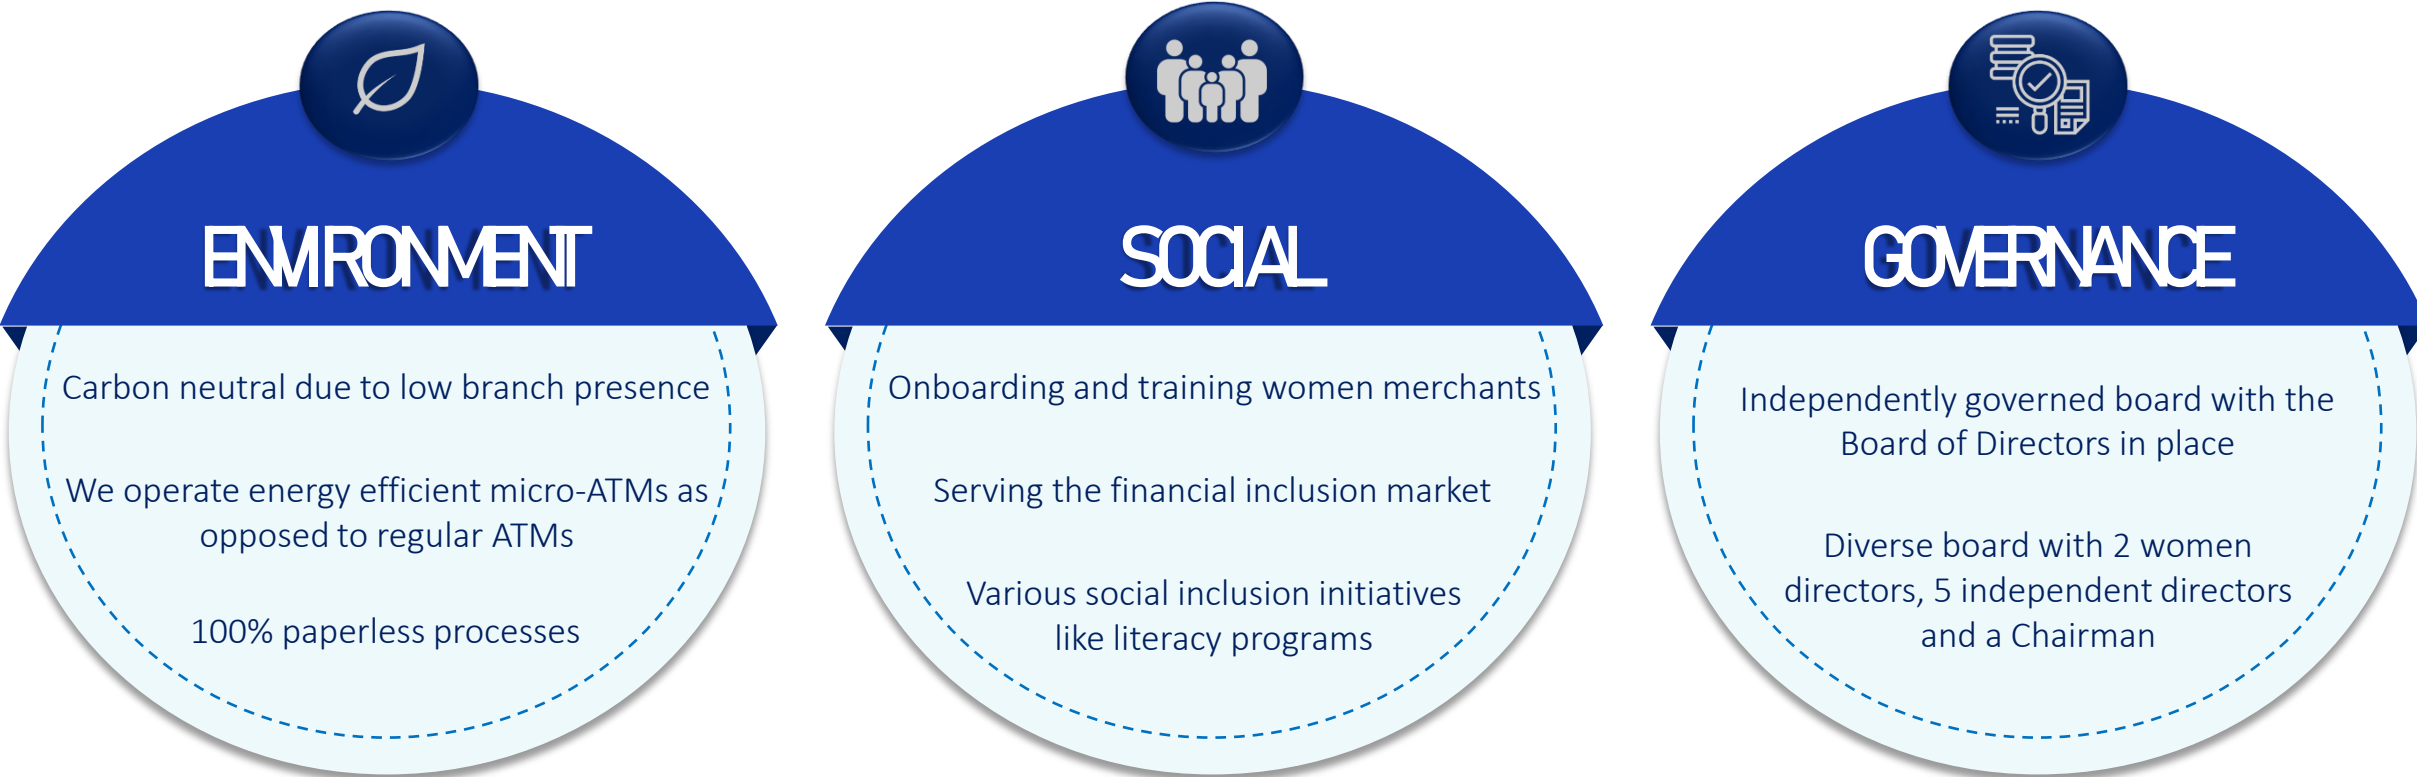 ENVIRONMENT
Carbon neutral due to low branch presence
We operate energy efficient micro-ATMs as
opposed to regular ATMs
100% paperless processes
SOCIAL
Onboarding and training women merchants
Serving the financial inclusion market
Various social inclusion initiatives
like literacy programs
GOVERNANCE
Independently governed board with the
Board of Directors in place
Diverse board with 2 women
directors, 5 independent directors
and a Chairman